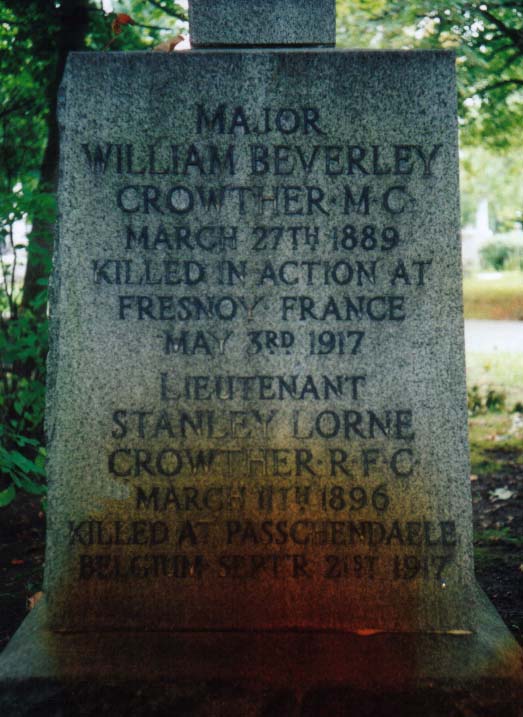 MAJOR
WILLIAM BEVERLEY
CROWTHER·M·C·
MARCH 27TH 1889
KILLED IN ACTION AT
FRESNOY· FRANCE
MAY 3RD 1917
LIEUTENANT
STANLEY LORNE
CROWTHER·R·F·C·
MARCH 11TH 1896
KILLED AT PASSCHENDAELE
BELGIUM· SEPT'R 21ST 1917